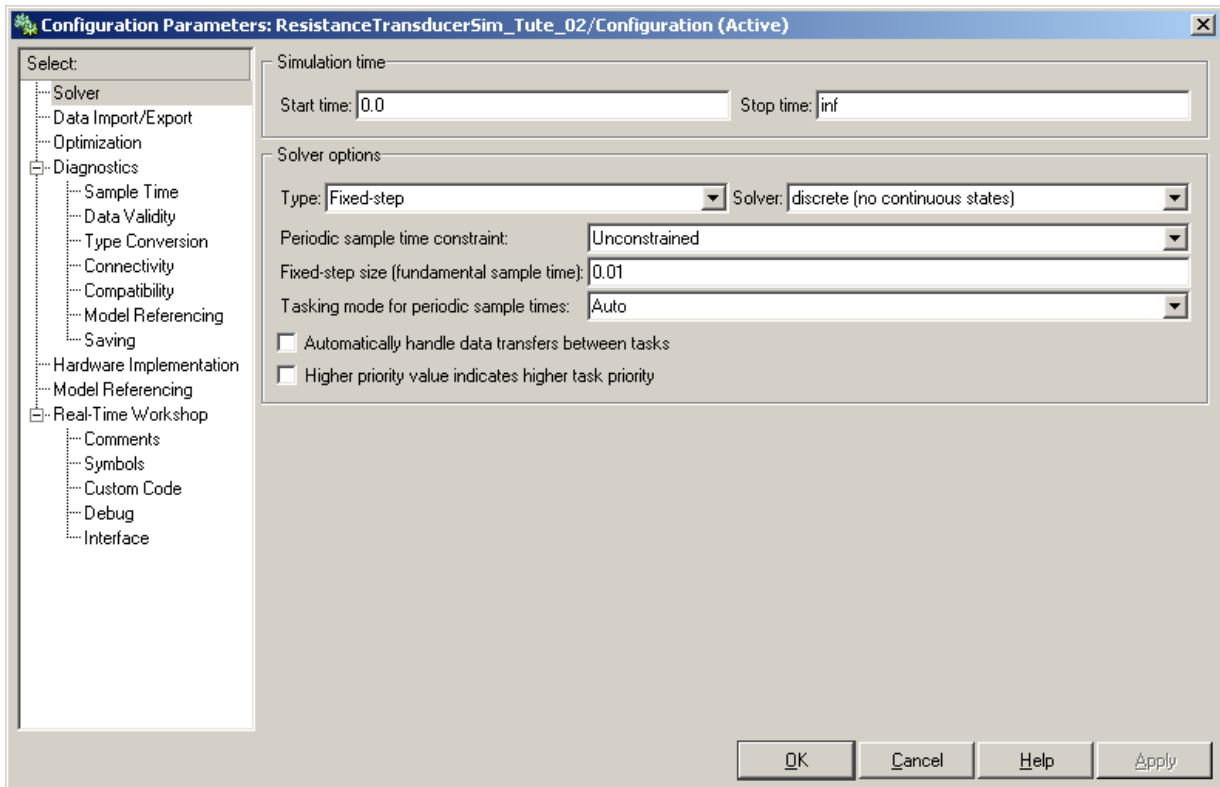 Configuration Parameters: ResistanceTransducerSim_Tute_02/Configuration (Active)
Select:
Solver
Data Import/Export
Optimization
Diagnostics
Sample Time
Data Validity
Type Conversion
Connectivity
Compatibility
Model Referencing
Saving
Hardware Implementation
Model Referencing
Real-Time Workshop
Comments
Symbols
Custom Code
Debug
Interface
Simulation time
Start time: 0.0 Stop time: inf
Solver options
Type: Fixed-step Solver: discrete (no continuous states)
Periodic sample time constraint: Unconstrained
Fixed-step size (fundamental sample time): 0.01
Tasking mode for periodic sample times: Auto
Automatically handle data transfers between tasks
Higher priority value indicates higher task priority
OK Cancel Help Apply